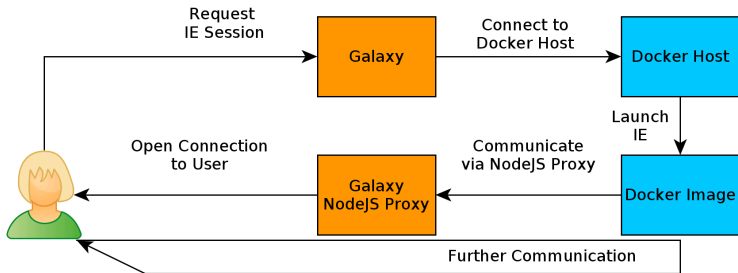 Request
IE Session
Galaxy
Connect to
Docker Host
Docker Host
Launch
IE
Open Connection
to User
Galaxy
NodeJS Proxy
Communicate
via NodeJS Proxy
Docker Image
Further Communication